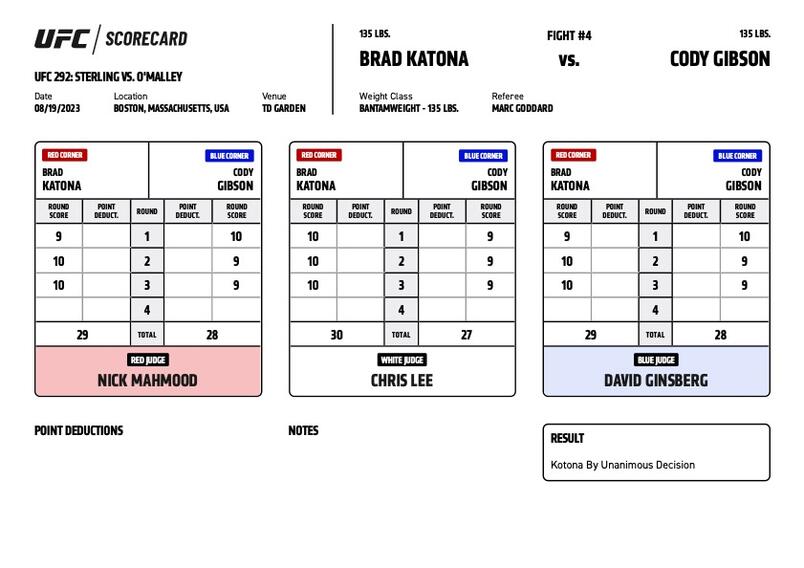 UFC / SCORECARD
UFC 292: STERLING VS. O'MALLEY
Date Location Venue
08/19/2023 BOSTON, MASSACHUSETTS, USA TD GARDEN
135 LBS. FIGHT #4 135 LBS.
BRAD KATONA VS. CODY GIBSON
Weight Class Referee
BANTAMWEIGHT - 135 LBS. MARC GODDARD
RED CORNER BLUE CORNER
BRAD CODY
KATONA GIBSON
ROUND SCORE POINT DEDUCT. ROUND POINT DEDUCT. ROUND SCORE
9 1 10
10 2 9
10 3 9
4
29 TOTAL 28
RED JUDGE
NICK MAHMOOD
RED CORNER BLUE CORNER
BRAD CODY
KATONA GIBSON
ROUND SCORE POINT DEDUCT. ROUND POINT DEDUCT. ROUND SCORE
10 1 9
10 2 9
10 3 9
4
30 TOTAL 27
WHITE JUDGE
CHRIS LEE
RED CORNER BLUE CORNER
BRAD CODY
KATONA GIBSON
ROUND SCORE POINT DEDUCT. ROUND POINT DEDUCT. ROUND SCORE
9 1 10
10 2 9
10 3 9
4
29 TOTAL 28
BLUE JUDGE
DAVID GINSBERG
POINT DEDUCTIONS
NOTES
RESULT
Kotona By Unanimous Decision